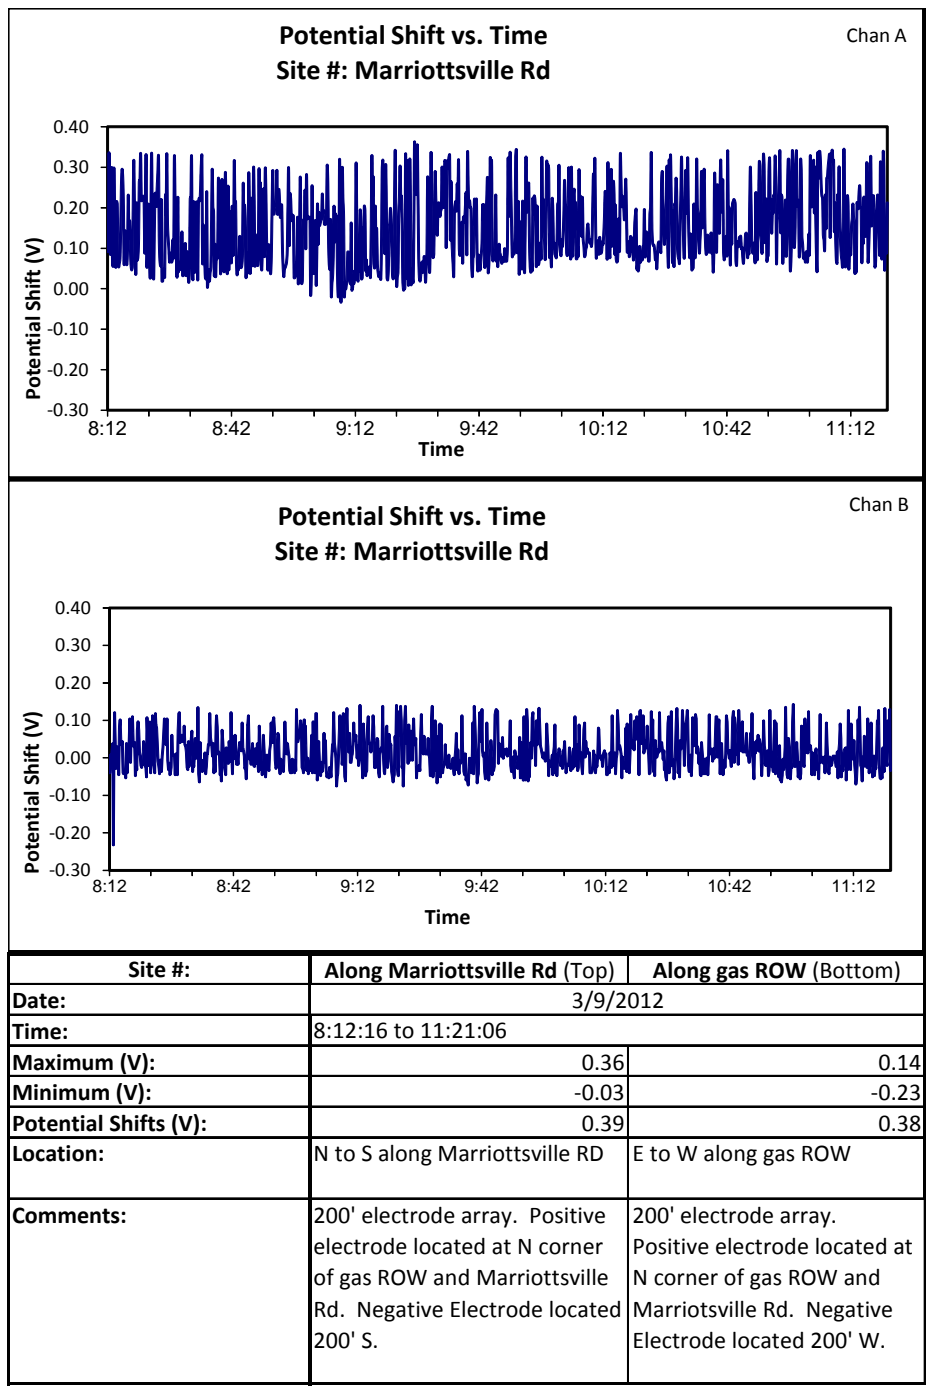 Potential Shift vs. Time
Chan A
Site #: Marriottsville Rd
0.40
0.30
0.20
0.10
0.00
-0.10
-0.20
-0.30
Potential Shift (V)
8:12 8:42 9:12 9:42 10:12 10:42 11:12
Time
Potential Shift vs. Time
Chan B
Site #: Marriottsville Rd
0.40
0.30
0.20
0.10
0.00
-0.10
-0.20
-0.30
Potential Shift (V)
8:12 8:42 9:12 9:42 10:12 10:42 11:12
Time
Site #: Along Marriottsville Rd (Top) Along gas ROW (Bottom)
Date: 3/9/2012
Time: 8:12:16 to 11:21:06
Maximum (V): 0.36 0.14
Minimum (V): -0.03 -0.23
Potential Shifts (V): 0.39 0.38
Location: N to S along Marriottsville RD E to W along gas ROW
Comments:
200' electrode array. Positive
electrode located at N corner
of gas ROW and Marriottsville
Rd. Negative Electrode located
200' S.
200' electrode array.
Positive electrode located at
N corner of gas ROW and
Marriotsville Rd. Negative
Electrode located 200' W.